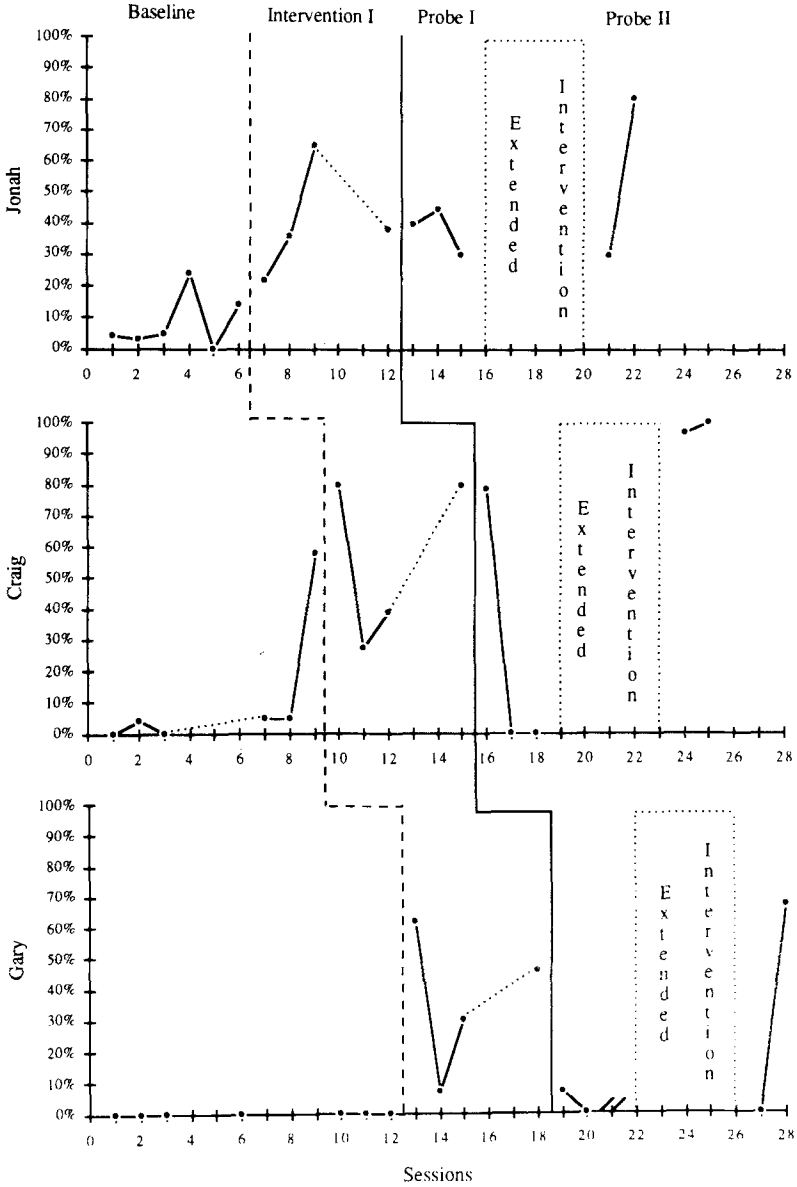 Baseline Intervention I Probe I Probe II
100%
90%
80%
70%
60%
50%
40%
30%
20%
10%
0%
Jonah
Extended
Intervention
0 2 4 6 8 10 12 14 16 18 20 22 24 26 28
100%
90%
80%
70%
60%
50%
40%
30%
20%
10%
0%
Craig
Extended
Intervention
0 2 4 6 8 10 12 14 16 18 20 22 24 26 28
100%
90%
80%
70%
60%
50%
40%
30%
20%
10%
0%
Gary
Extended
Intervention
0 2 4 6 8 10 12 14 16 18 20 22 24 26 28
Sessions